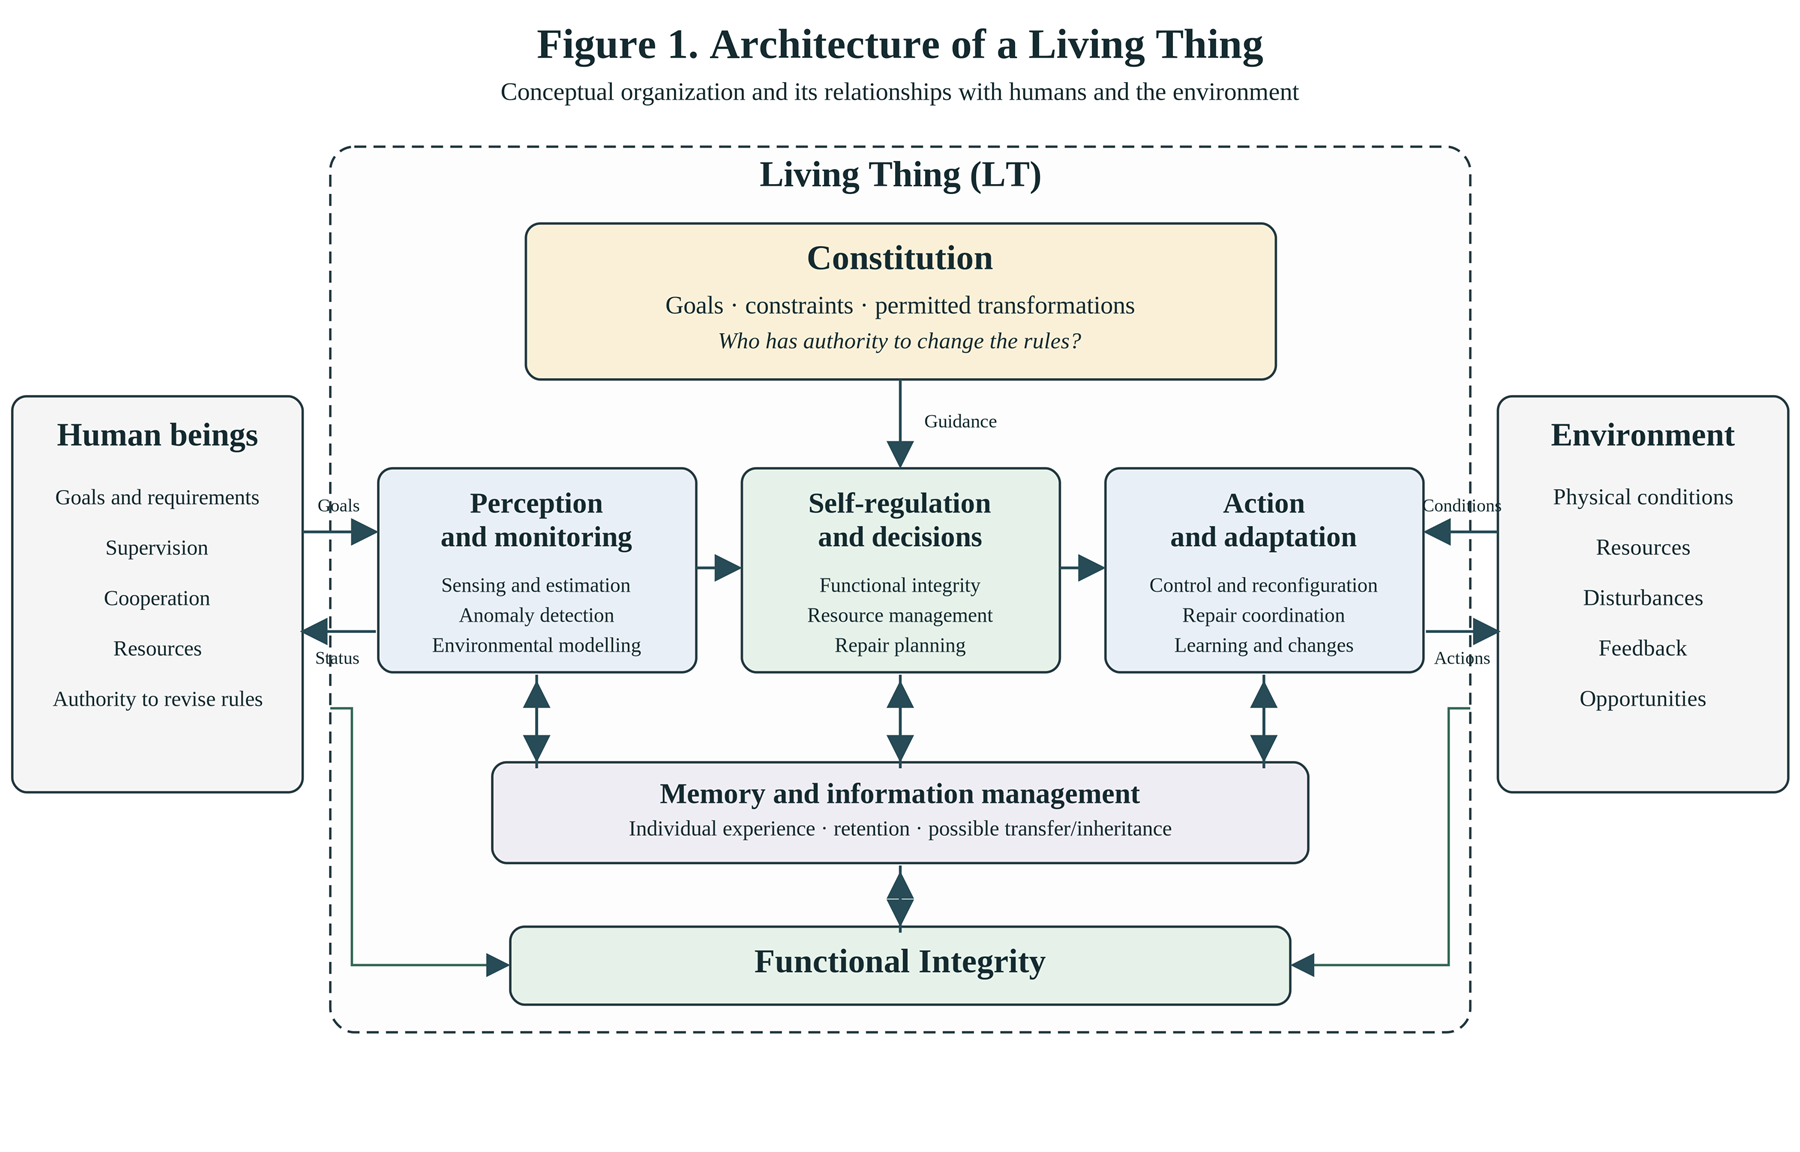 Figure 1. Architecture of a Living Thing
Conceptual organization and its relationships with humans and the environment
Living Thing (LT)
Constitution
Goals · constraints · permitted transformations
Who has authority to change the rules?
Guidance
Human beings
Goals and requirements
Supervision
Cooperation
Resources
Authority to revise rules
Goals
Status
Perception
and monitoring
Sensing and estimation
Anomaly detection
Environmental modelling
Self-regulation
and decisions
Functional integrity
Resource management
Repair planning
Action
and adaptation
Control and reconfiguration
Repair coordination
Learning and changes
Conditions
Actions
Environment
Physical conditions
Resources
Disturbances
Feedback
Opportunities
Memory and information management
Individual experience · retention · possible transfer/inheritance
Functional Integrity